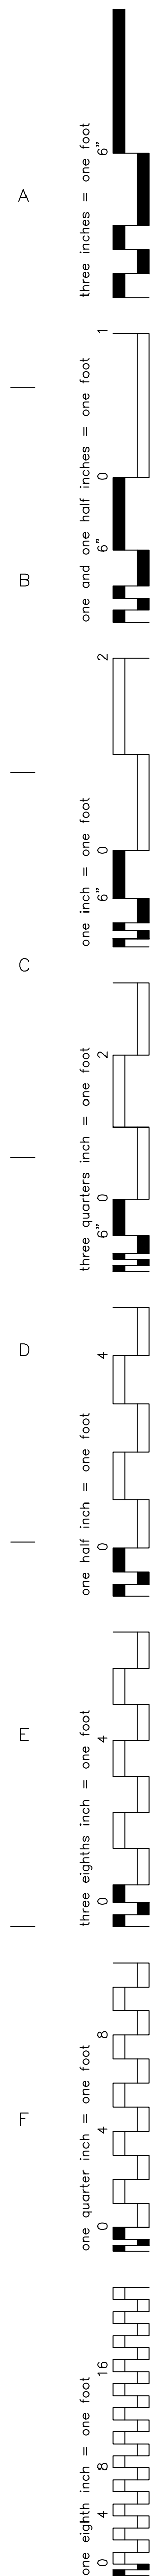 A
three inches = one foot
6"
B
one and one half inches = one foot
6" 0 1
C
one inch = one foot
6" 0 2
three quarters inch = one foot
6" 0 2
D
one half inch = one foot
0 4
E
three eighths inch = one foot
0 4
F
one quarter inch = one foot
0 4 8
one eighth inch = one foot
0 4 8 16